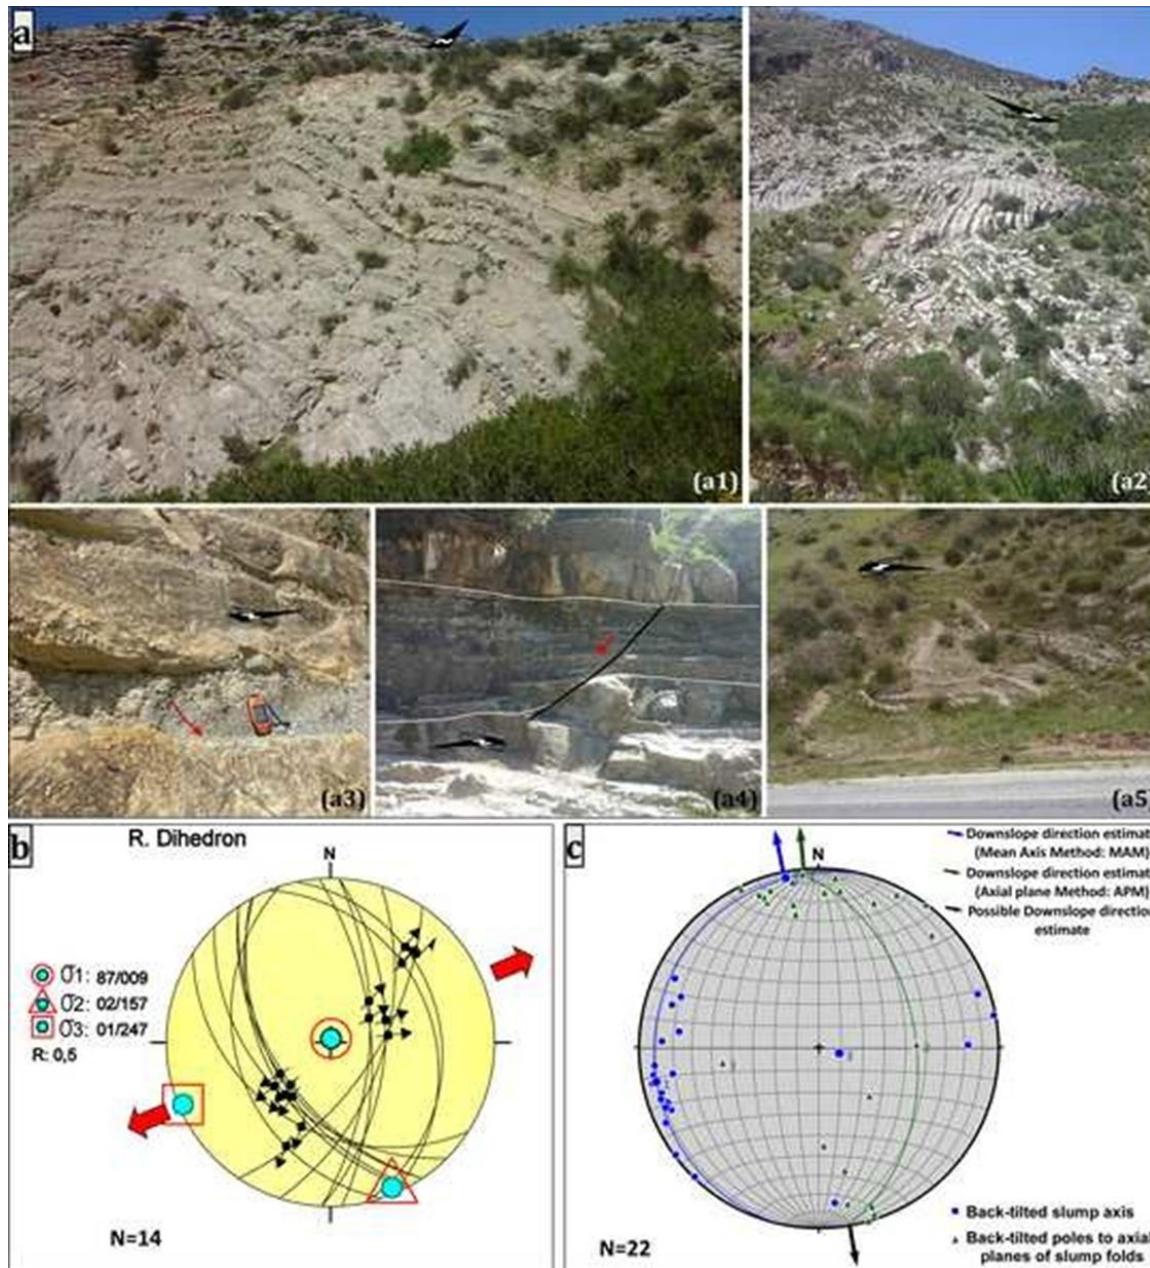 a
(a1)
(a2)
(a3)
(a4)
(a5)
b
R. Dihedron
N
σ1: 87/009
σ2: 02/157
σ3: 01/247
R: 0,5
N=14
c
N
Downslope direction estimat
(Mean Axis Method: MAM)
Downslope direction estimat
(Axial plane Method: APM)
Possible Downslope direction
estimate
Back-tilted slump axis
Back-tilted poles to axial
planes of slump folds
N=22